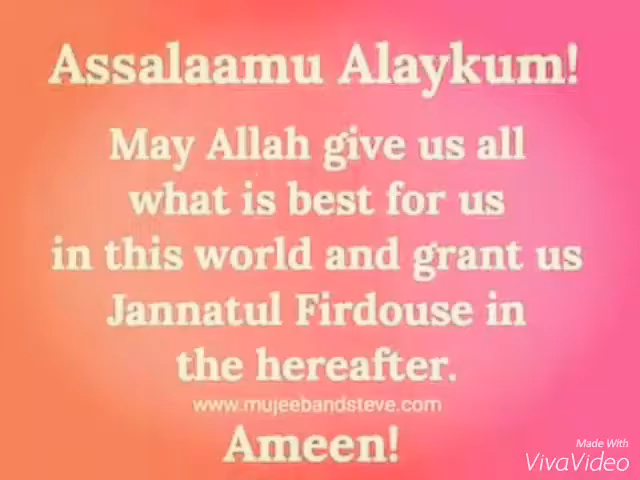 Assalaamu Alaykum!
May Allah give us all
what is best for us
in this world and grant us
Jannatul Firdouse in
the hereafter.
www.mujeebandsteve.com
Ameen!
Made With
VivaVideo